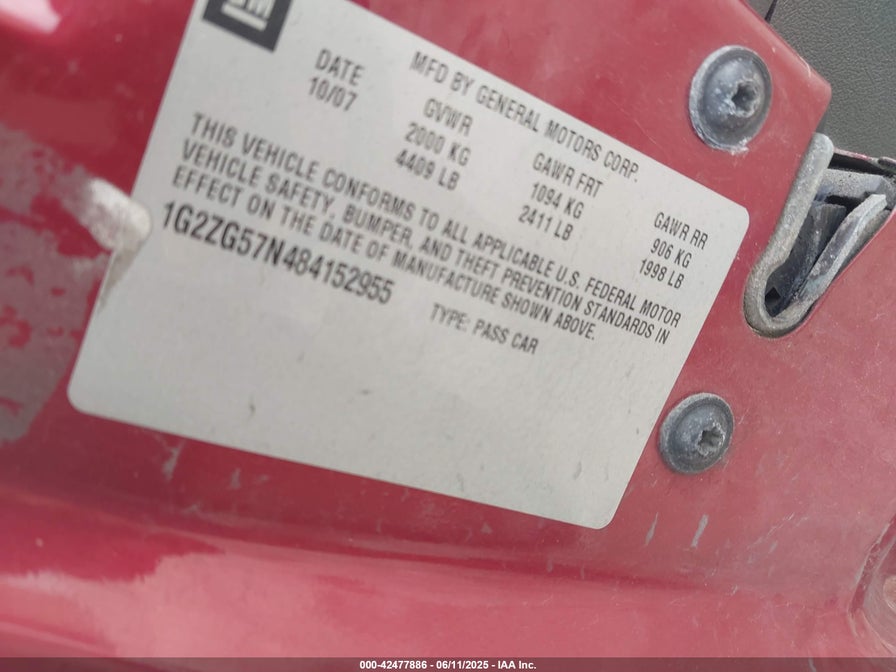 GM
MFD BY GENERAL MOTORS CORP.
DATE GVWR GAWR FRT GAWR RR
10/07 2000 KG 1094 KG 906 KG
4409 LB 2411 LB 1998 LB
THIS VEHICLE CONFORMS TO ALL APPLICABLE U.S. FEDERAL MOTOR
VEHICLE SAFETY, BUMPER, AND THEFT PREVENTION STANDARDS IN
EFFECT ON THE DATE OF MANUFACTURE SHOWN ABOVE.
1G2ZG57N484152955
TYPE: PASS CAR
000-42477886 - 06/11/2025 - IAA Inc.